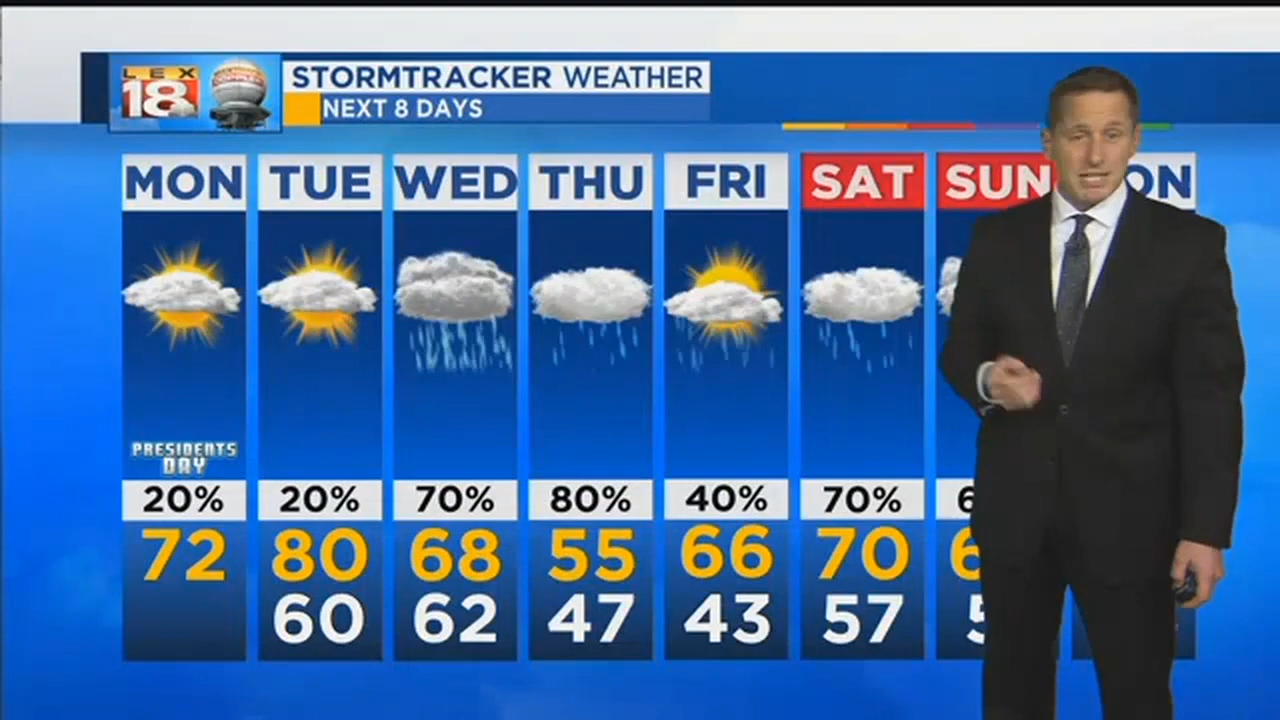 LEX
18
STORMTRACKER WEATHER
NEXT 8 DAYS
MON TUE WED THU FRI SAT SUN
PRESIDENTS
DAY
20% 20% 70% 80% 40% 70%
72 80 68 55 66 70
60 62 47 43 57